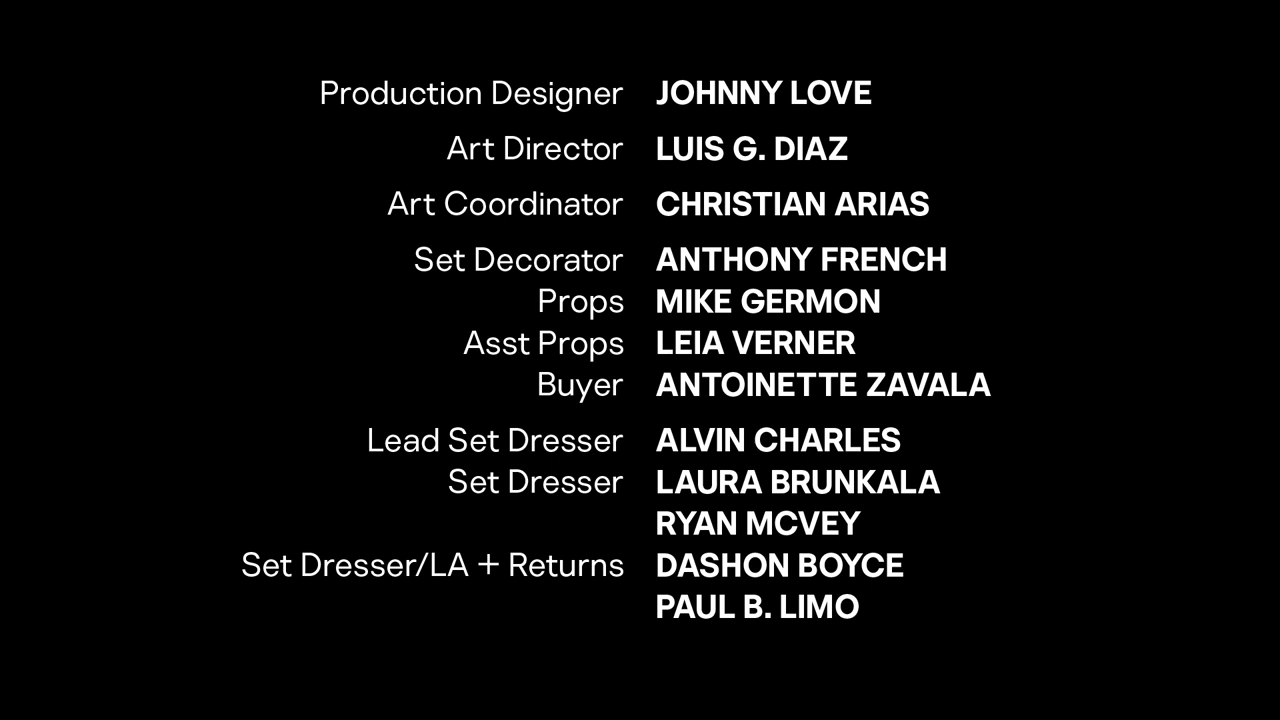 Production Designer JOHNNY LOVE
Art Director LUIS G. DIAZ
Art Coordinator CHRISTIAN ARIAS
Set Decorator ANTHONY FRENCH
Props MIKE GERMON
Asst Props LEIA VERNER
Buyer ANTOINETTE ZAVALA
Lead Set Dresser ALVIN CHARLES
Set Dresser LAURA BRUNKALA
RYAN MCVEY
Set Dresser/LA + Returns DASHON BOYCE
PAUL B. LIMO